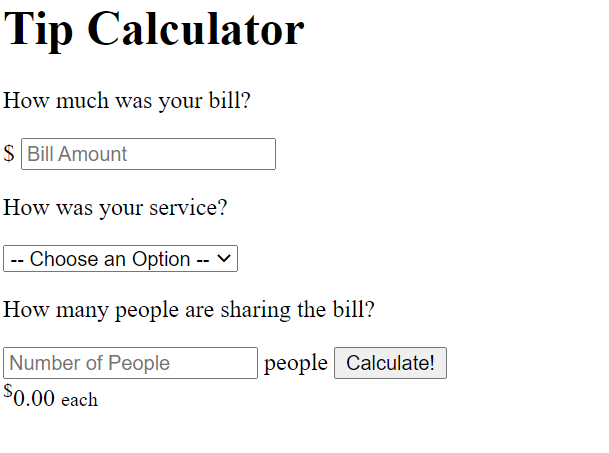 Tip Calculator
How much was your bill?
$ Bill Amount
How was your service?
-- Choose an Option --
How many people are sharing the bill?
Number of People people Calculate!
$0.00 each